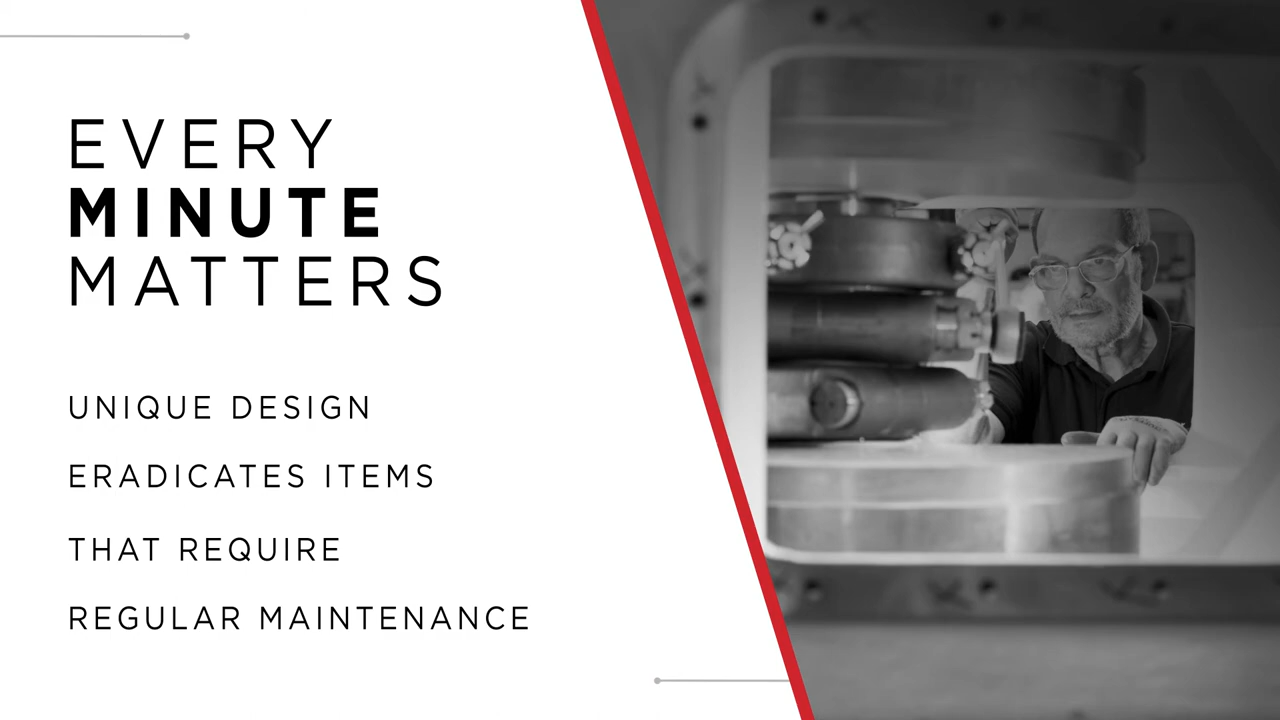 EVERY
MINUTE
MATTERS
UNIQUE DESIGN
ERADICATES ITEMS
THAT REQUIRE
REGULAR MAINTENANCE